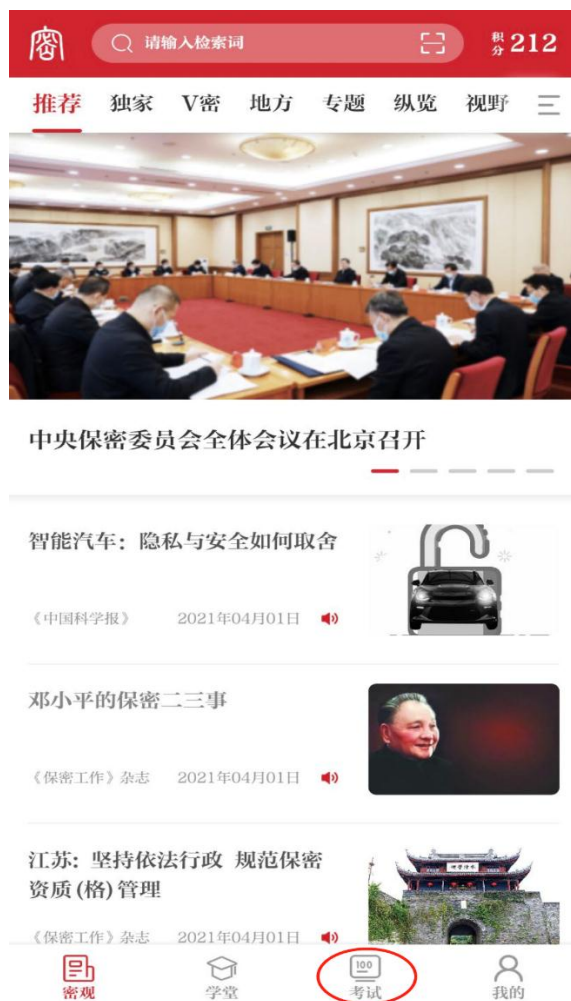 密
请输入检索词
积分 212
推荐 独家 V密 地方 专题 纵览 视野
中央保密委员会全体会议在北京召开
智能汽车：隐私与安全如何取舍
《中国科学报》 2021年04月01日
邓小平的保密二三事
《保密工作》杂志 2021年04月01日
江苏：坚持依法行政 规范保密
资质(格)管理
《保密工作》杂志 2021年04月01日
100
密观 学堂 考试 我的